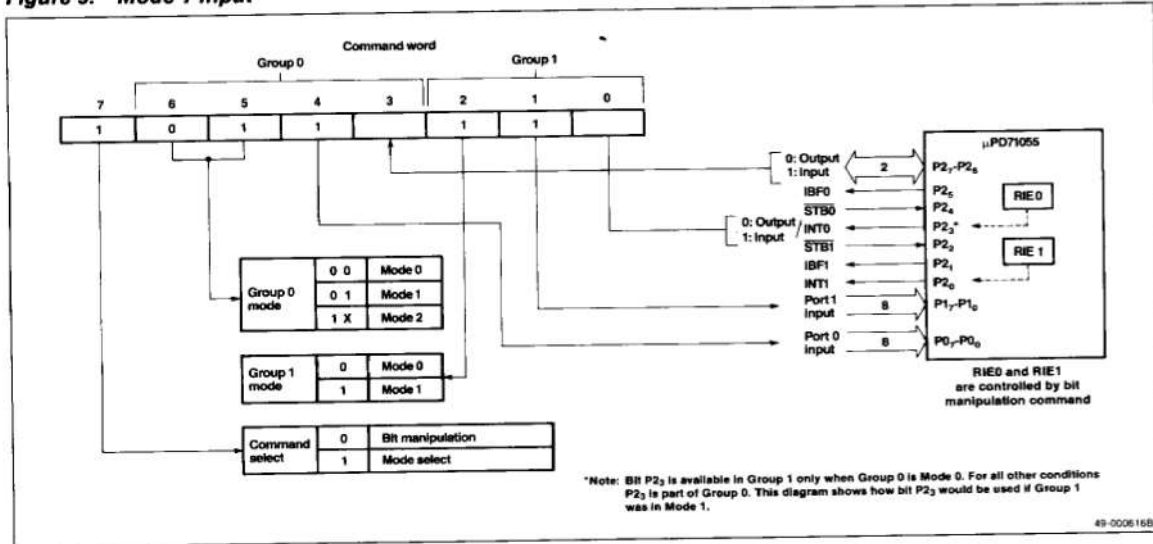 Figure 5. Mode 1 Input
Command word
Group 0
Group 1
7 6 5 4 3 2 1 0
1 0 1 1 1 1
μPD71055
0: Output
1: Input
2
P2₇-P2₆
IBF0
P2₅
RIE0
STB0
P2₄
0: Output
1: Input
INT0
P2₃*
STB1
P2₂
RIE 1
IBF1
P2₁
INT1
P2₀
Port 1
input
8
P1₇-P1₀
Port 0
input
8
P0₇-P0₀
Group 0
mode
0 0 Mode 0
0 1 Mode 1
1 X Mode 2
Group 1
mode
0 Mode 0
1 Mode 1
Command
select
0 Bit manipulation
1 Mode select
RIE0 and RIE1
are controlled by bit
manipulation command
*Note: Bit P2₃ is available in Group 1 only when Group 0 is Mode 0. For all other conditions
P2₃ is part of Group 0. This diagram shows how bit P2₃ would be used if Group 1
was in Mode 1.
49-000616B